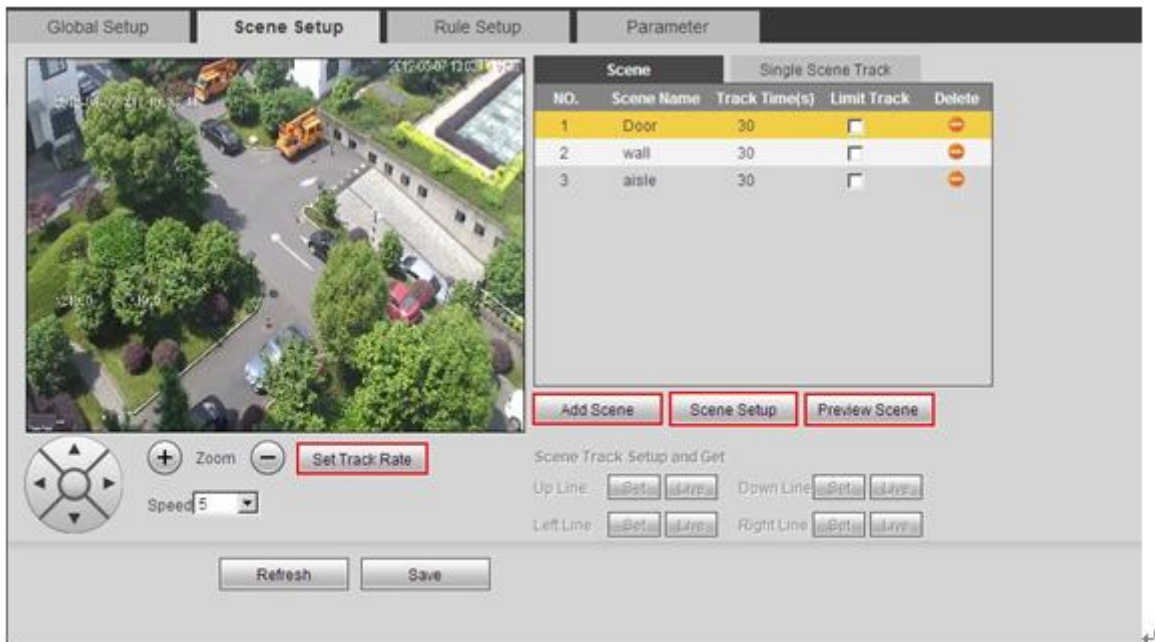 Global Setup Scene Setup Rule Setup Parameter
Scene Single Scene Track
NO. Scene Name Track Time(s) Limit Track Delete
1 Door 30
2 wall 30
3 aisle 30
Add Scene Scene Setup Preview Scene
Zoom Set Track Rate
Speed 5
Scene Track Setup and Get
Up Line Set Live Down Line Set Live
Left Line Set Live Right Line Set Live
Refresh Save